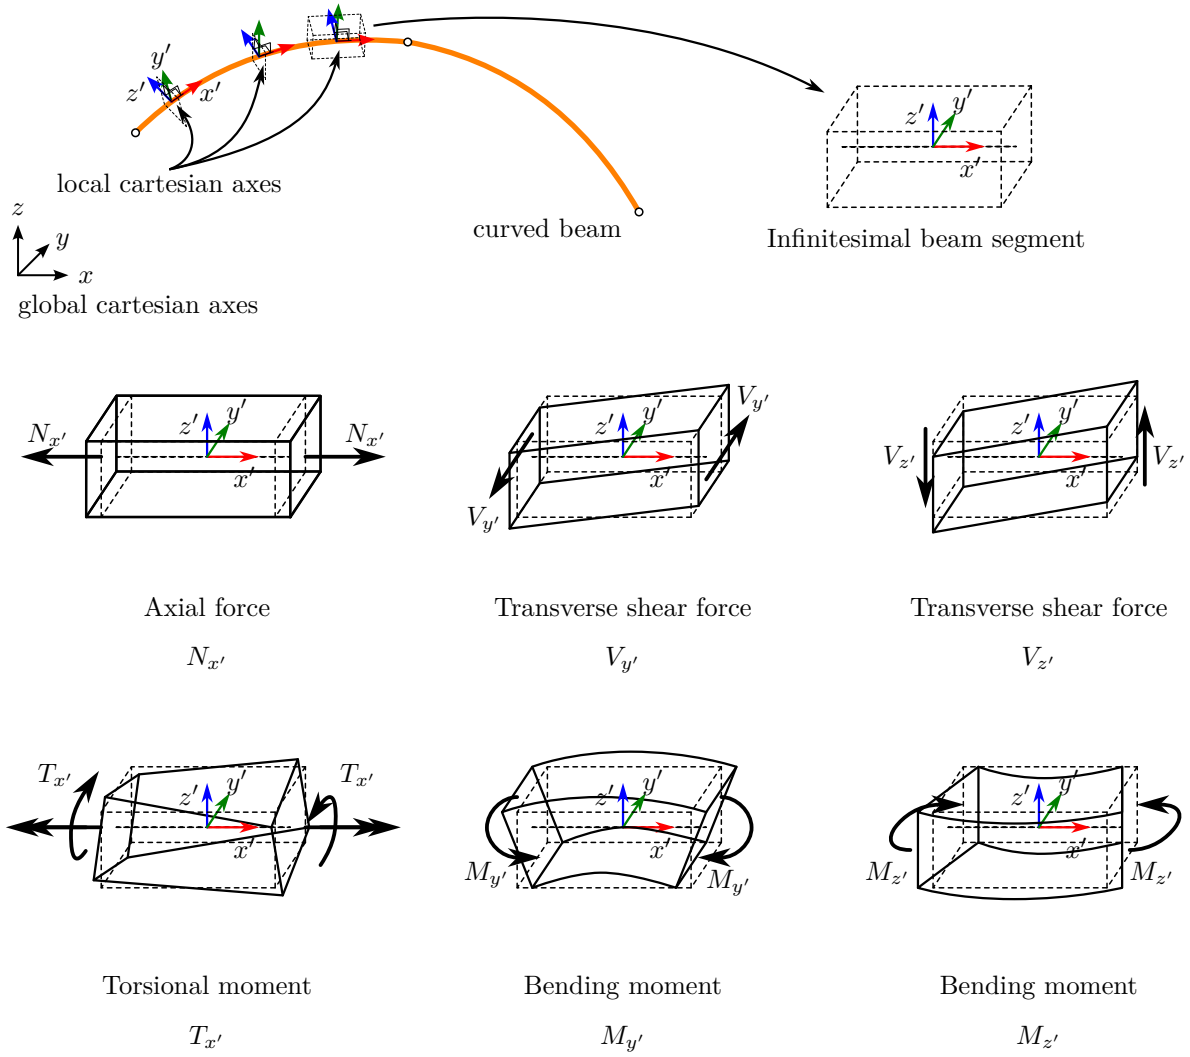 y′
z′ x′
local cartesian axes
z
y
x
global cartesian axes
curved beam
z′ y′
x′
Infinitesimal beam segment
N_{x′} z′ y′ x′ N_{x′}
V_{y′} z′ y′ x′ V_{y′}
V_{z′} z′ y′ x′ V_{z′}
Axial force
N_{x′}
Transverse shear force
V_{y′}
Transverse shear force
V_{z′}
T_{x′} z′ y′ x′ T_{x′}
M_{y′} z′ y′ x′ M_{y′}
M_{z′} z′ y′ x′ M_{z′}
Torsional moment
T_{x′}
Bending moment
M_{y′}
Bending moment
M_{z′}